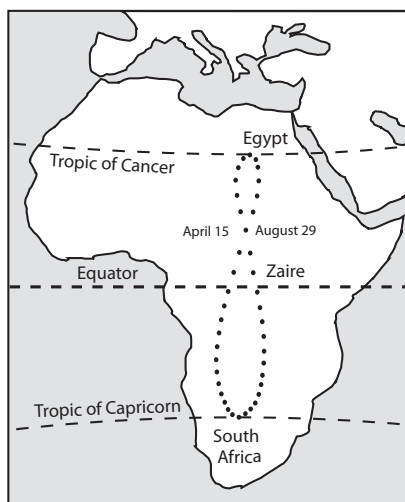 Egypt
Tropic of Cancer
April 15
August 29
Equator
Zaire
Tropic of Capricorn
South
Africa